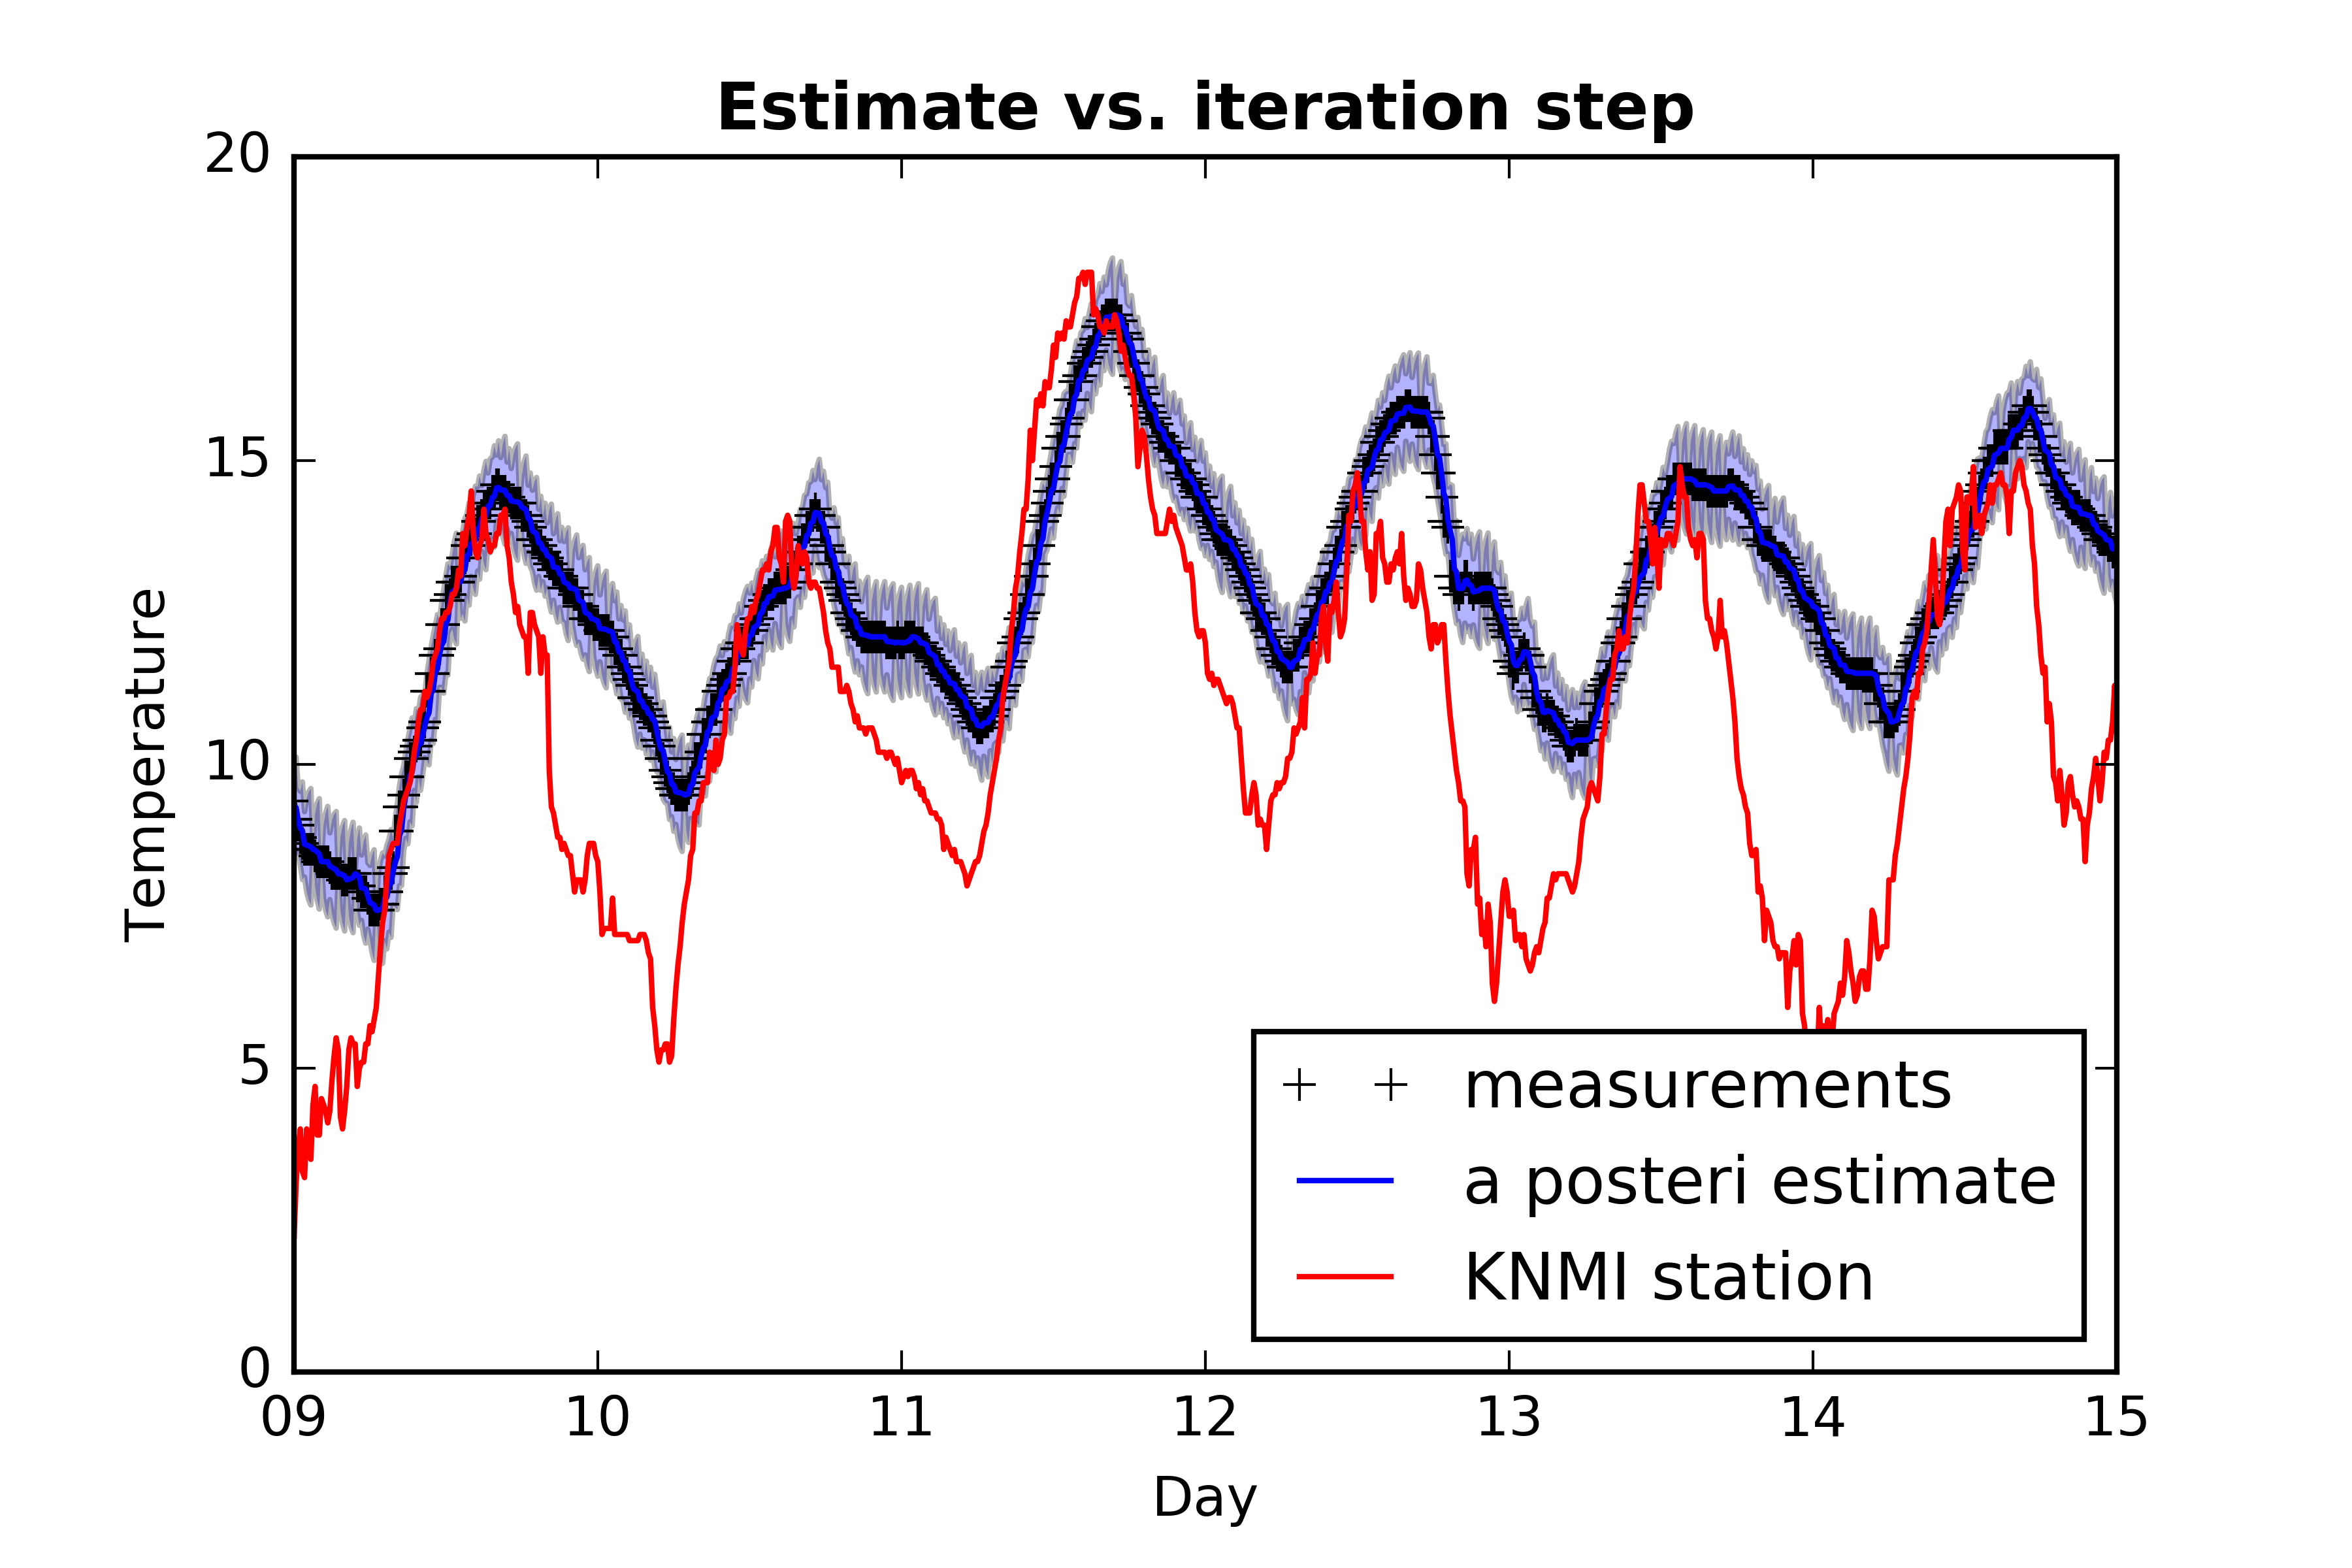 Estimate vs. iteration step
20
15
10
5
0
Temperature
09 10 11 12 13 14 15
Day
measurements
a posteri estimate
KNMI station